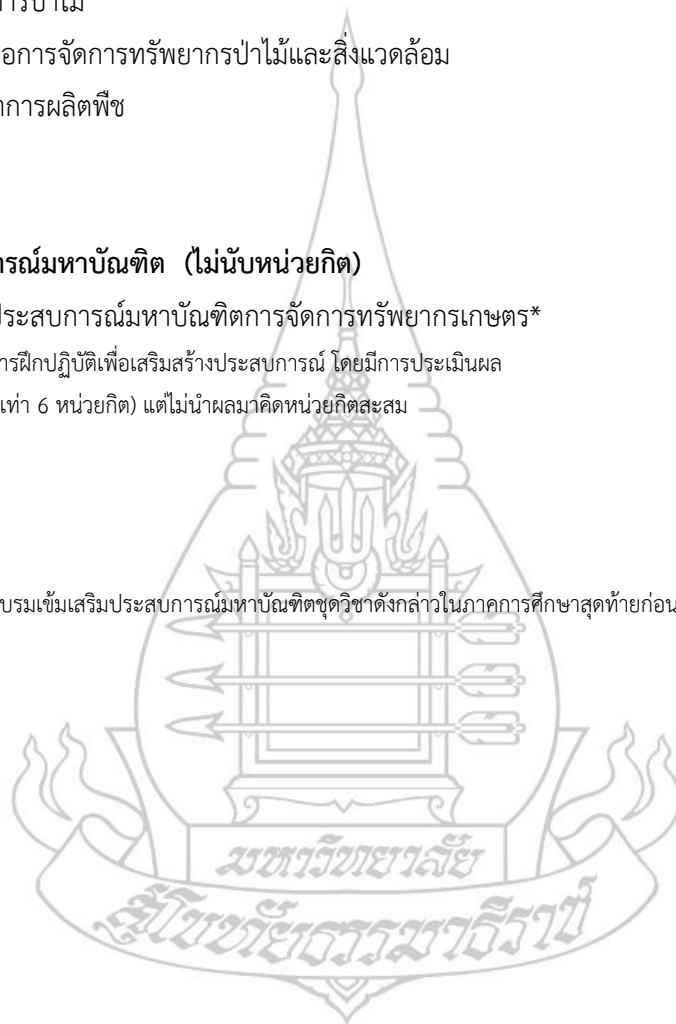 การป่าไม้
อการจัดการทรัพยากรป่าไม้และสิ่งแวดล้อม
าการผลิตพืช
ารณ์มหาบัณฑิต (ไม่นับหน่วยกิต)
ประสบการณ์มหาบัณฑิตการจัดการทรัพยากรเกษตร*
ารฝึกปฏิบัติเพื่อเสริมสร้างประสบการณ์ โดยมีการประเมินผล
เท่า 6 หน่วยกิต) แต่ไม่นำผลมาคิดหน่วยกิตสะสม
บรมเข้มเสริมประสบการณ์มหาบัณฑิตชุดวิชาดังกล่าวในภาคการศึกษาสุดท้ายก่อน
มหาวิทยาลัย
สุโขทัยธรรมาธิราช